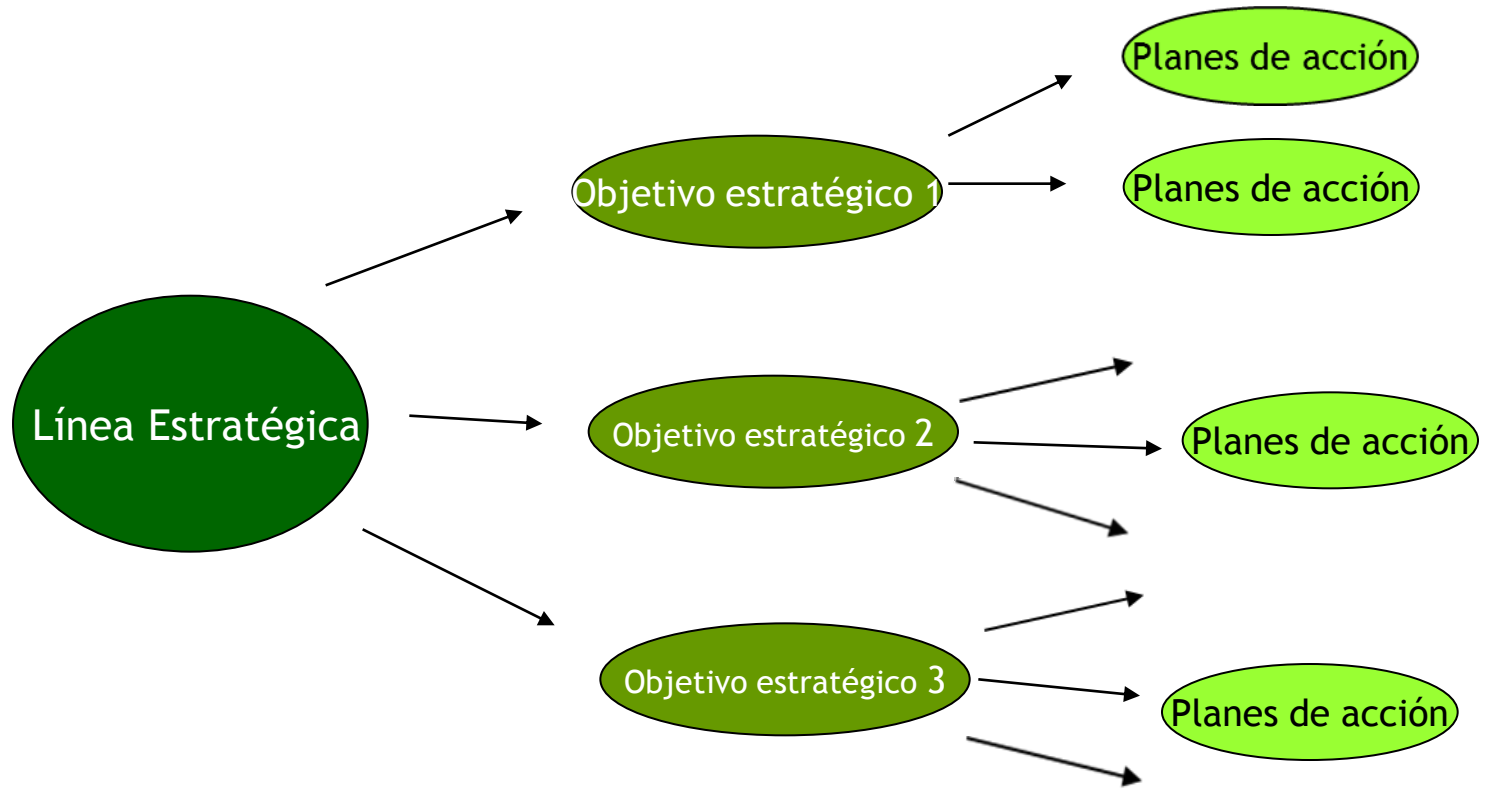 Planes de acción
Objetivo estratégico 1
Planes de acción
Línea Estratégica
Objetivo estratégico 2
Planes de acción
Objetivo estratégico 3
Planes de acción